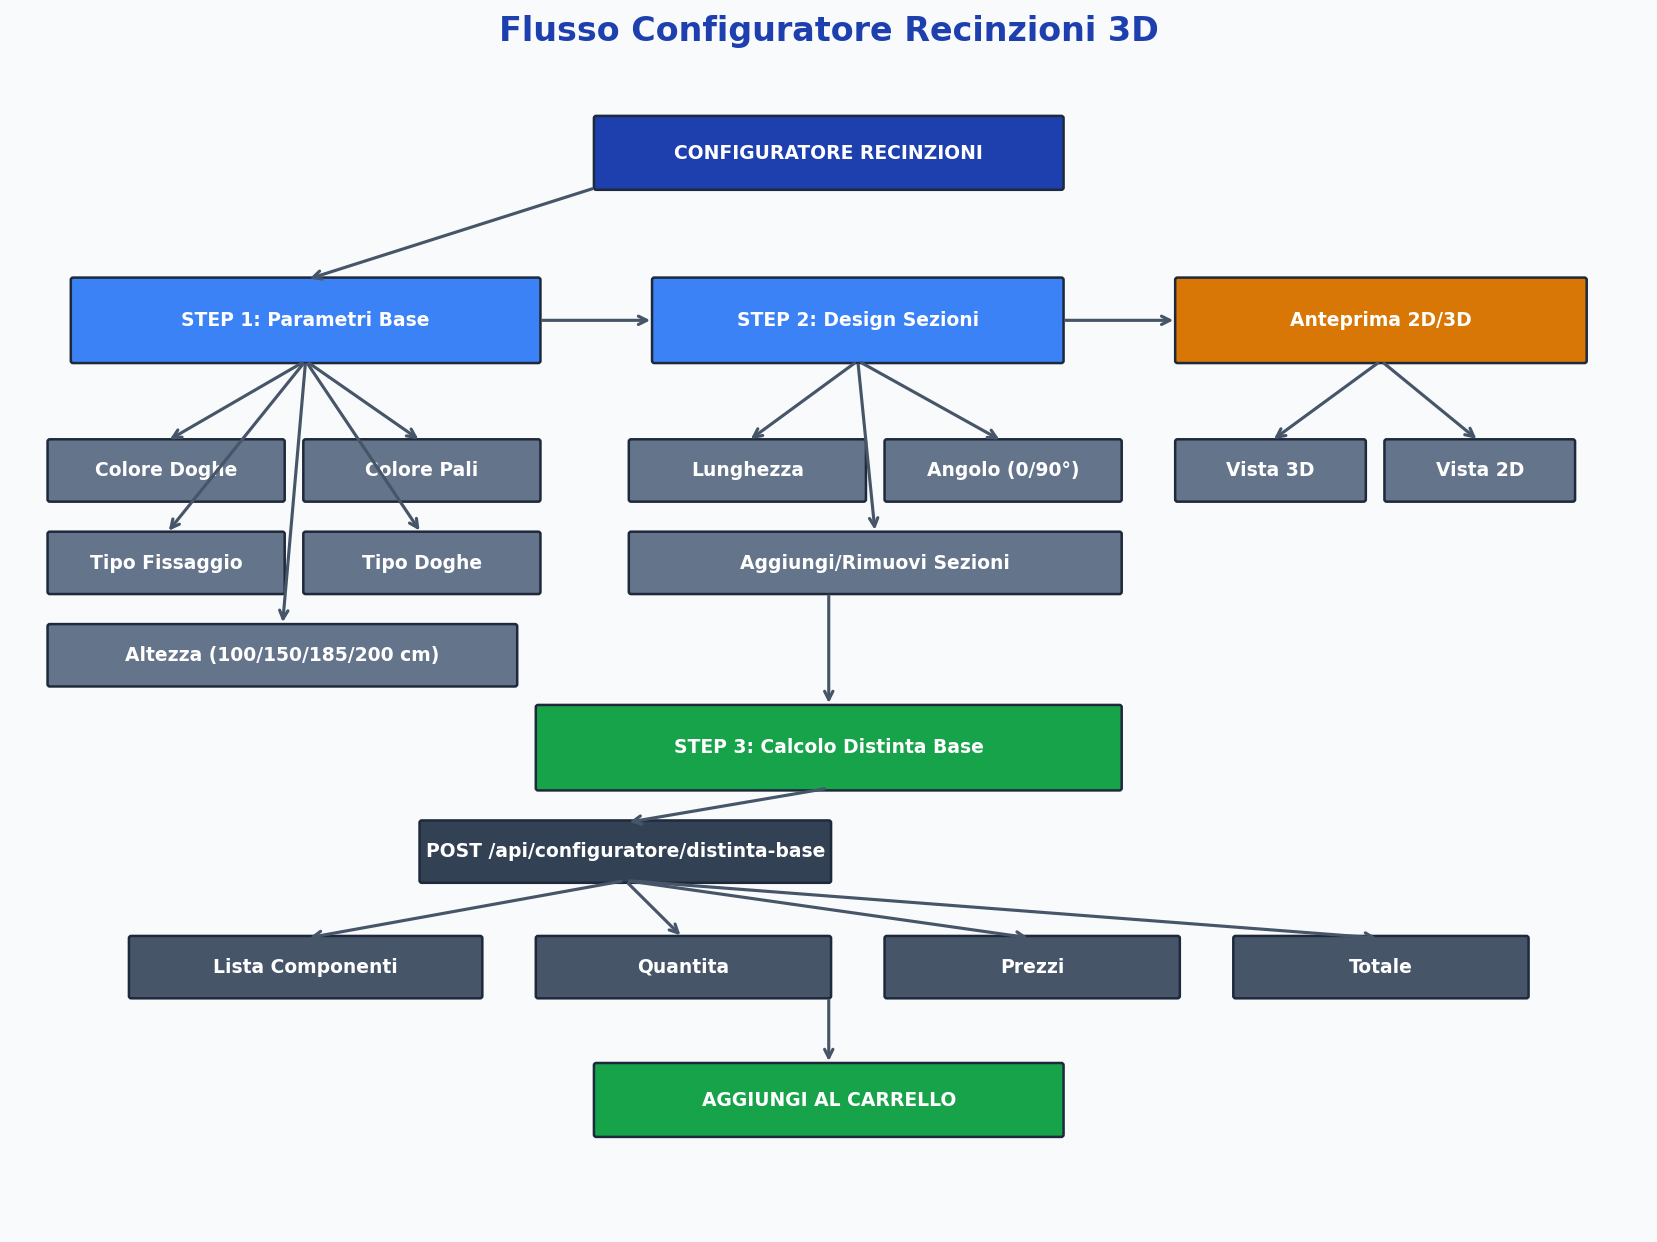 Flusso Configuratore Recinzioni 3D
CONFIGURATORE RECINZIONI
STEP 1: Parametri Base
STEP 2: Design Sezioni
Anteprima 2D/3D
Colore Doghe
Colore Pali
Lunghezza
Angolo (0/90°)
Vista 3D
Vista 2D
Tipo Fissaggio
Tipo Doghe
Aggiungi/Rimuovi Sezioni
Altezza (100/150/185/200 cm)
STEP 3: Calcolo Distinta Base
POST /api/configuratore/distinta-base
Lista Componenti
Quantita
Prezzi
Totale
AGGIUNGI AL CARRELLO